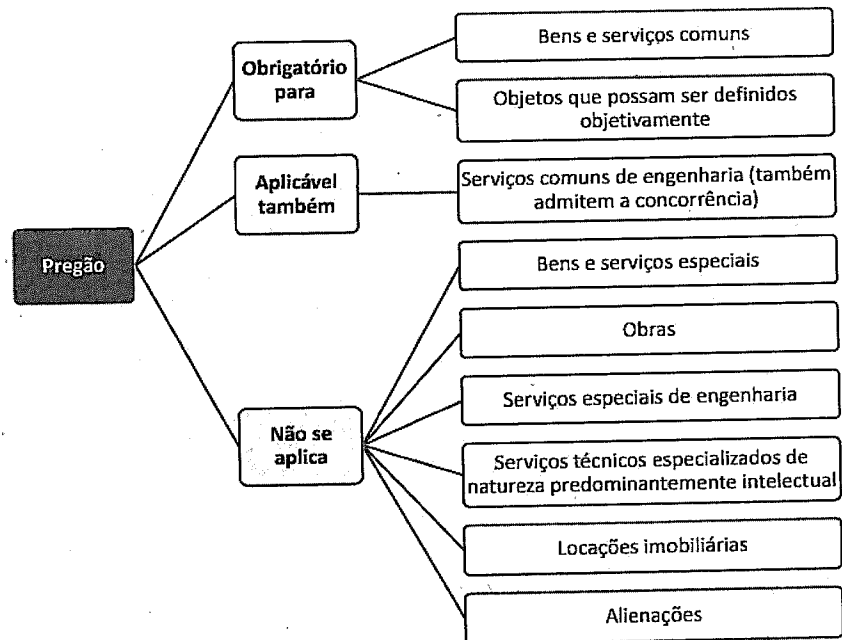 Pregão
Obrigatório
para
Bens e serviços comuns
Objetos que possam ser definidos
objetivamente
Aplicável
também
Serviços comuns de engenharia (também
admitem a concorrência)
Não se
aplica
Bens e serviços especiais
Obras
Serviços especiais de engenharia
Serviços técnicos especializados de
natureza predominantemente intelectual
Locações imobiliárias
Alienações